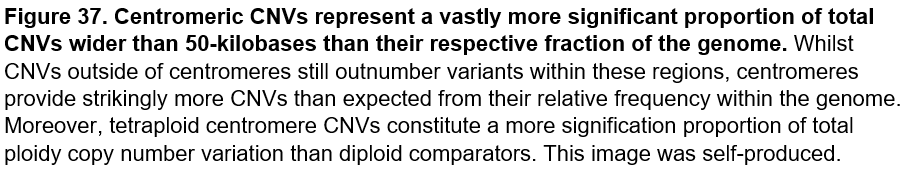 Figure 37. Centromeric CNVs represent a vastly more significant proportion of total
CNVs wider than 50-kilobases than their respective fraction of the genome. Whilst
CNVs outside of centromeres still outnumber variants within these regions, centromeres
provide strikingly more CNVs than expected from their relative frequency within the genome.
Moreover, tetraploid centromere CNVs constitute a more signification proportion of total
ploidy copy number variation than diploid comparators. This image was self-produced.